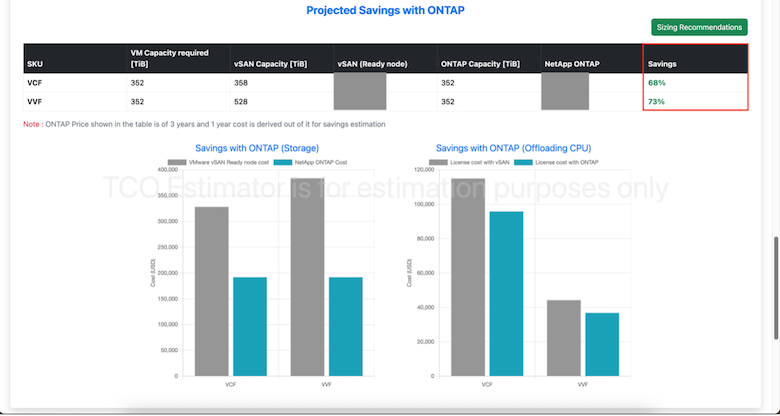 Projected Savings with ONTAP
Sizing Recommendations
SKU VM Capacity required [TiB] vSAN Capacity [TiB] vSAN (Ready node) ONTAP Capacity [TiB] NetApp ONTAP Savings
VCF 352 358 352 68%
VVF 352 528 352 73%
Note : ONTAP Price shown in the table is of 3 years and 1 year cost is derived out of it for savings estimation
Savings with ONTAP (Storage)
VMware vSAN Ready node cost NetApp ONTAP Cost
400,000
350,000
300,000
250,000
200,000
150,000
100,000
50,000
0
Cost (USD)
VCF VVF
Savings with ONTAP (Offloading CPU)
License cost with vSAN License cost with ONTAP
120,000
100,000
80,000
60,000
40,000
20,000
0
Cost (USD)
VCF VVF
TCO Estimator is for estimation purposes only